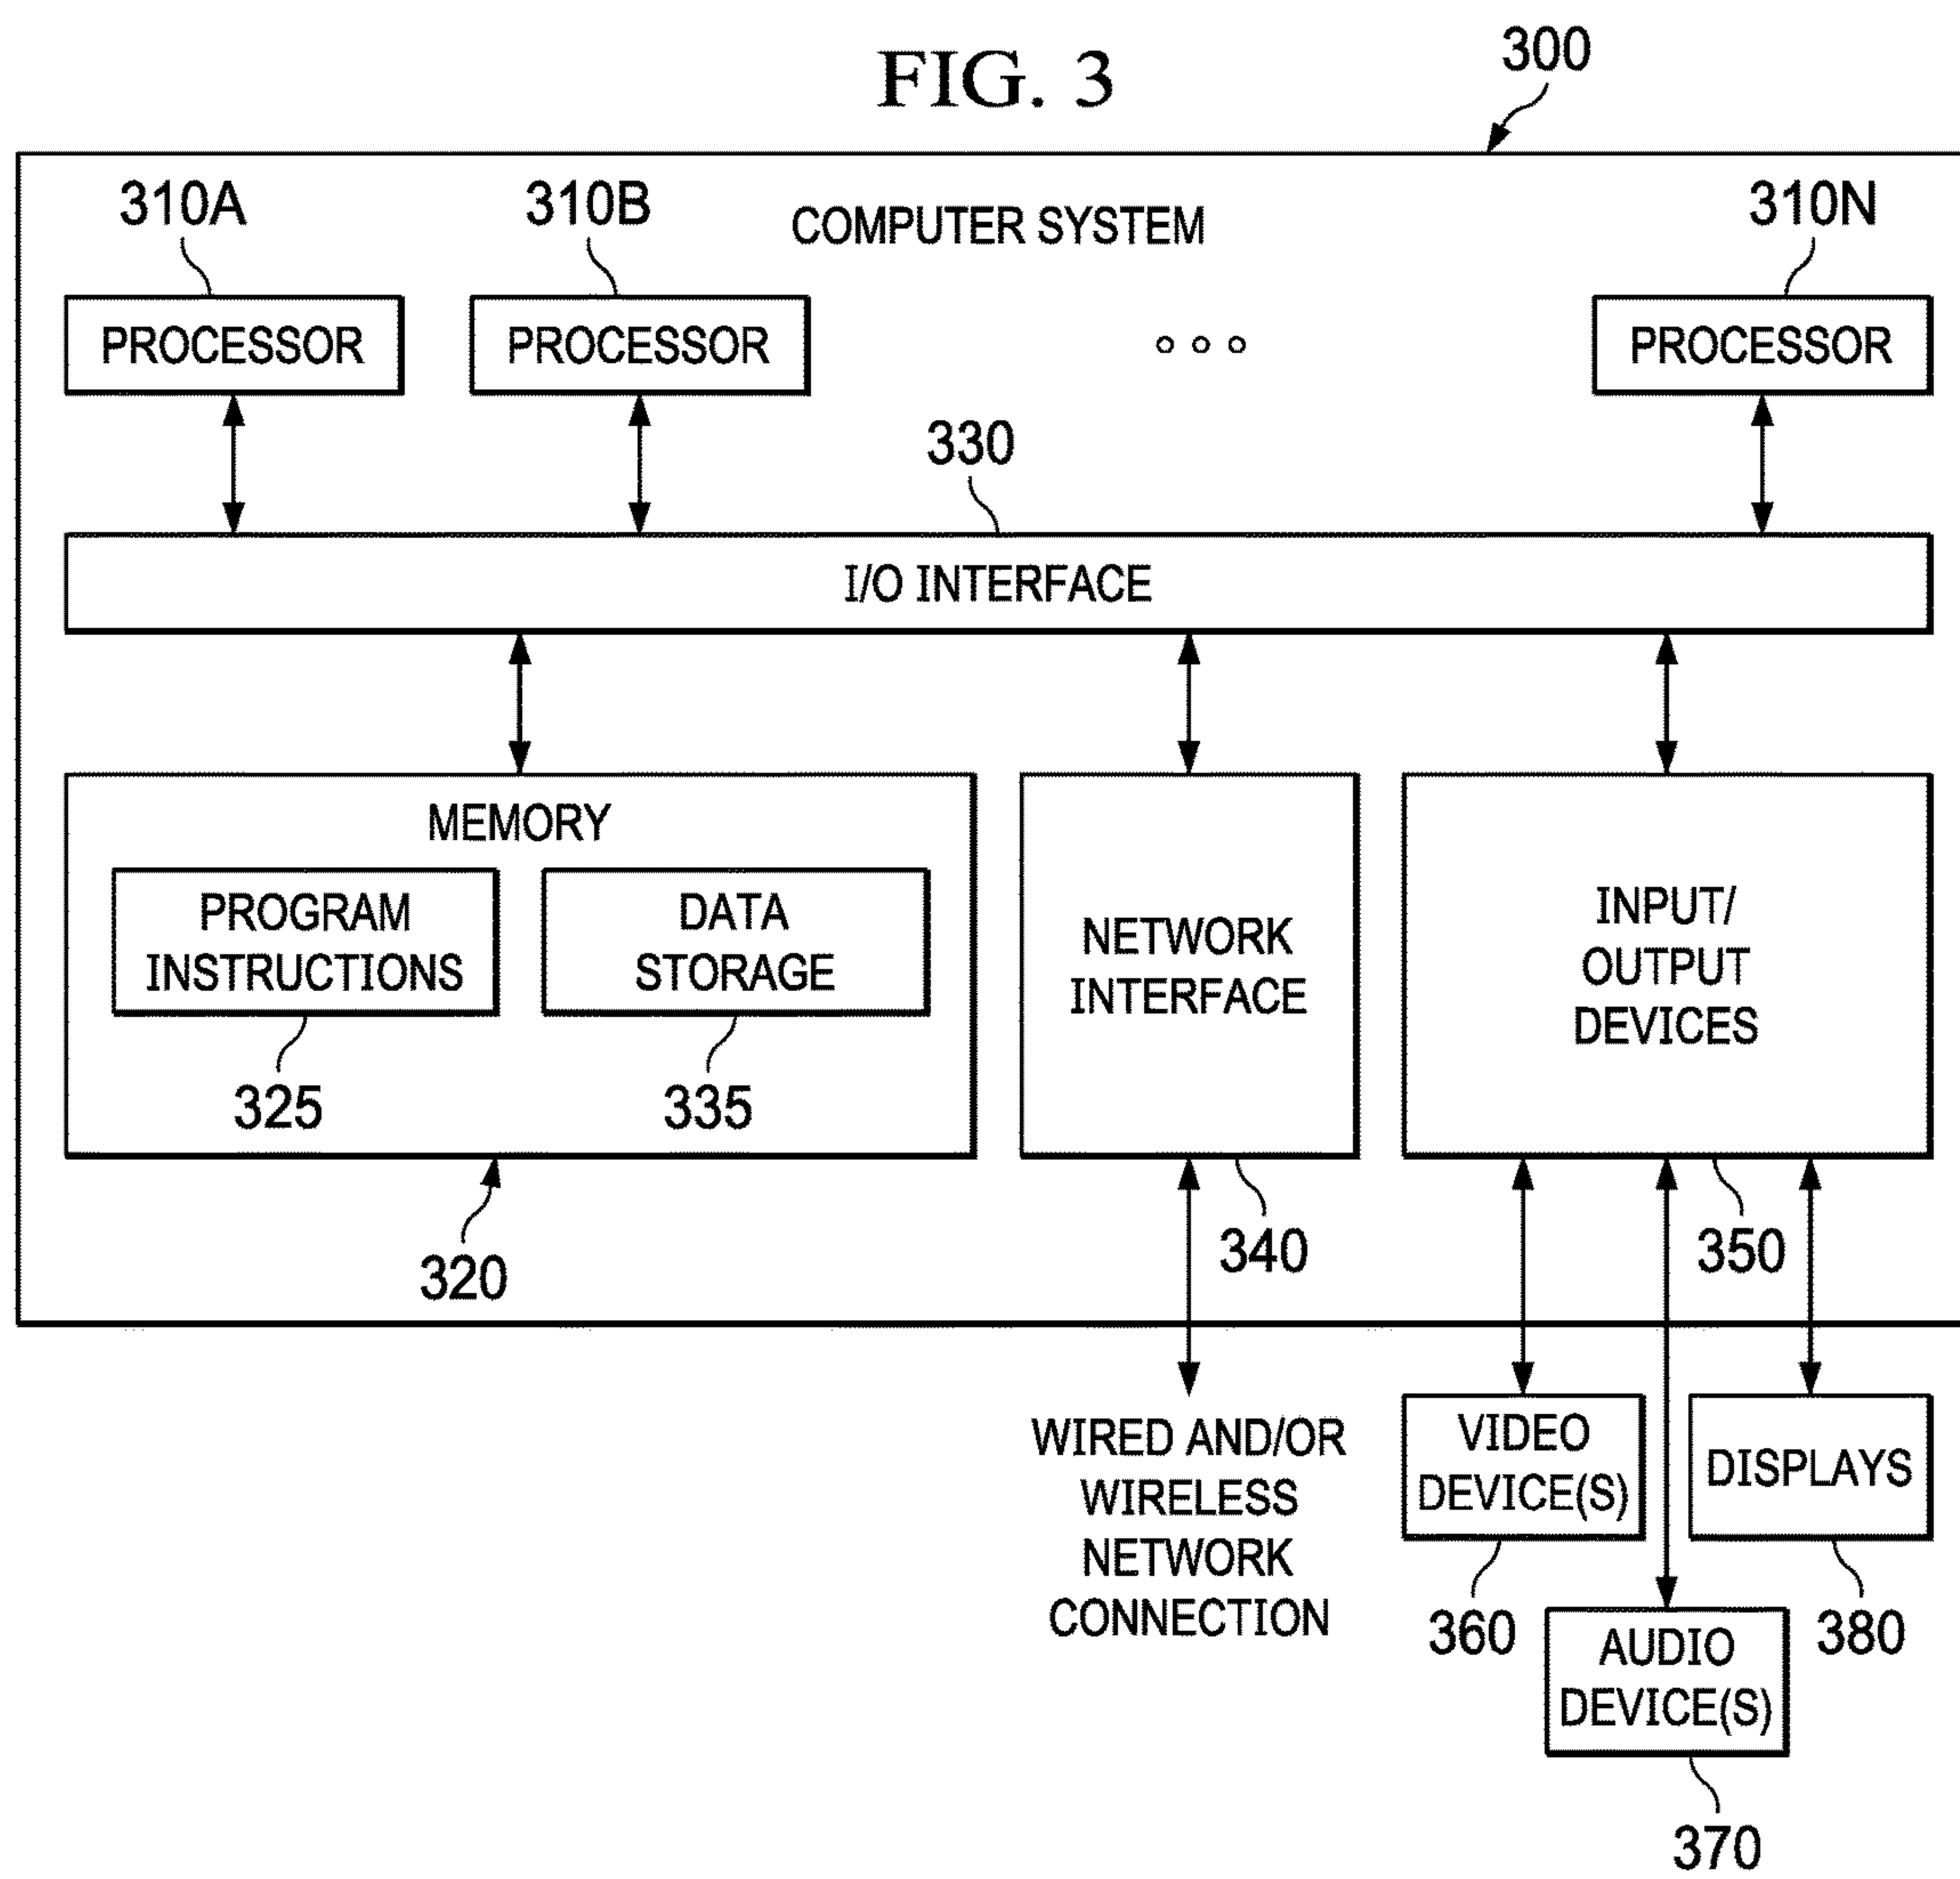 FIG. 3
300
310A
310B
COMPUTER SYSTEM
310N
PROCESSOR
PROCESSOR
PROCESSOR
330
I/O INTERFACE
MEMORY
PROGRAM
INSTRUCTIONS
DATA
STORAGE
325
335
320
NETWORK
INTERFACE
340
INPUT/
OUTPUT
DEVICES
350
WIRED AND/OR
WIRELESS
NETWORK
CONNECTION
VIDEO
DEVICE(S)
360
DISPLAYS
380
AUDIO
DEVICE(S)
370